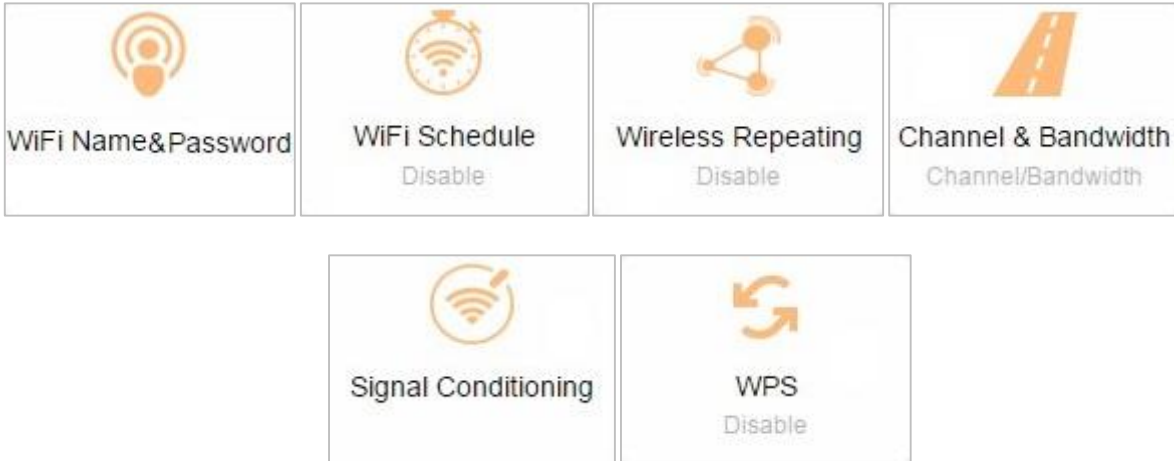 WiFi Name&Password
WiFi Schedule
Disable
Wireless Repeating
Disable
Channel & Bandwidth
Channel/Bandwidth
Signal Conditioning
WPS
Disable